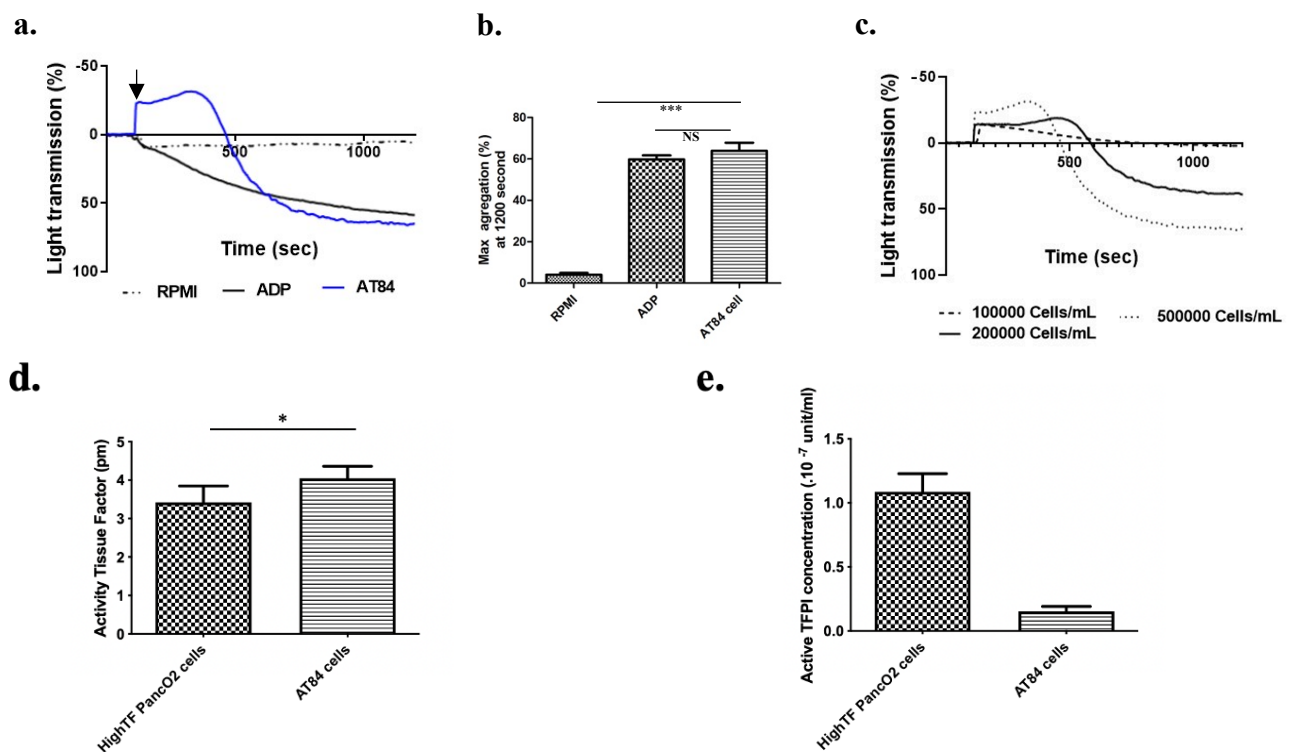 a.
b.
c.
-50
0
50
100
500
1000
Light transmission (%)
Time (sec)
RPMI ADP AT84
***
NS
80
60
40
20
0
Max agregation (%)
at 1200 second
RPMI
ADP
AT84 cell
-50
0
50
100
500
1000
Light transmission (%)
Time (sec)
100000 Cells/mL
500000 Cells/mL
200000 Cells/mL
d.
e.
*
5
4
3
2
1
0
Activity Tissue Factor (pm)
HighTF PancO2 cells
AT84 cells
1.5
1.0
0.5
0.0
Active TFPI concentration (.10 -7 unit/ml)
HighTF PancO2 cells
AT84 cells